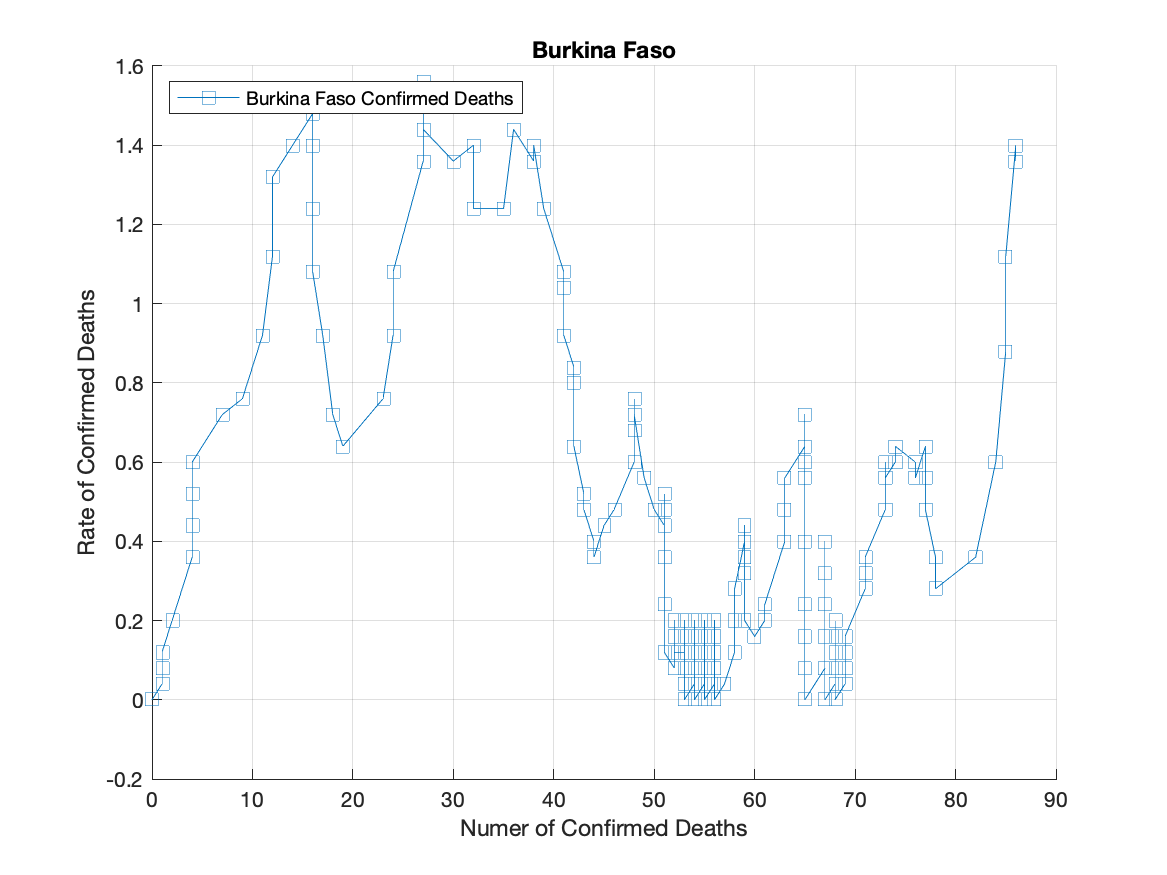 Burkina Faso
Burkina Faso Confirmed Deaths
Rate of Confirmed Deaths
1.6
1.4
1.2
1
0.8
0.6
0.4
0.2
0
-0.2
0 10 20 30 40 50 60 70 80 90
Numer of Confirmed Deaths